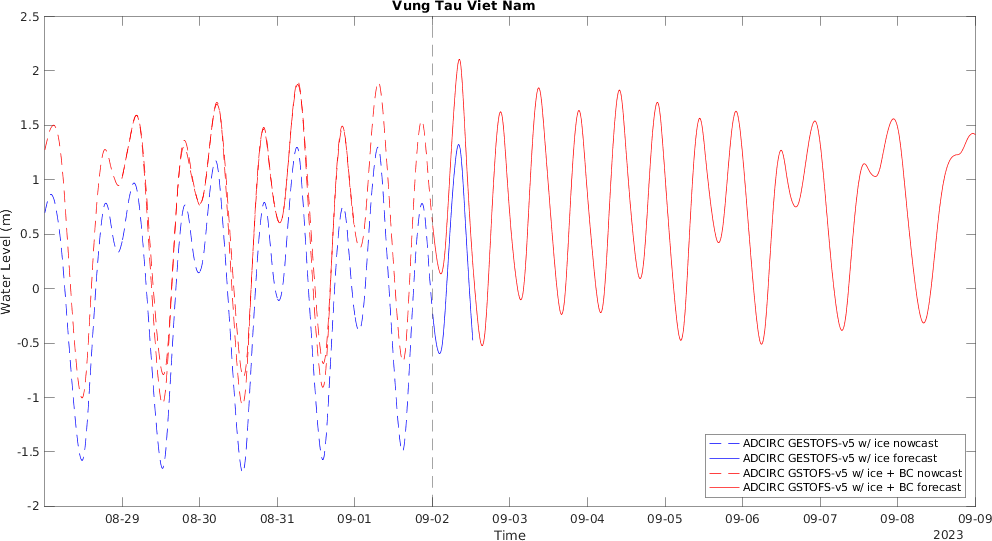 Vung Tau Viet Nam
2.5
2
1.5
1
0.5
0
-0.5
-1
-1.5
-2
Water Level (m)
ADCIRC GESTOFS-v5 w/ ice nowcast
ADCIRC GESTOFS-v5 w/ ice forecast
ADCIRC GSTOFS-v5 w/ ice + BC nowcast
ADCIRC GSTOFS-v5 w/ ice + BC forecast
08-29 08-30 08-31 09-01 09-02 09-03 09-04 09-05 09-06 09-07 09-08 09-09
Time
2023